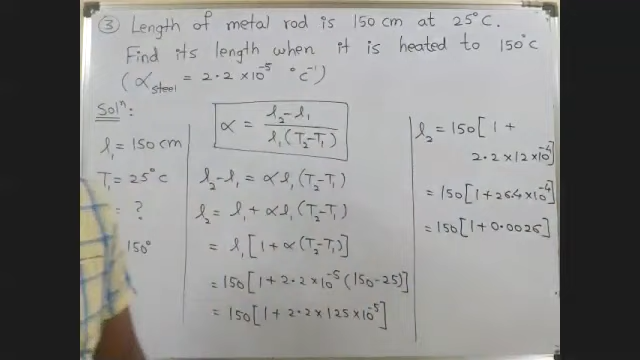 ③ Length of metal rod is 150 cm at 25°C.
Find its length when it is heated to 150°C
(α steel = 2.2 × 10⁻⁵ °C⁻¹)
Solⁿ:
l₁ = 150 cm
T₁ = 25°C
= ?
150°
α = l₂-l₁ / l₁(T₂-T₁)
l₂-l₁ = αl₁(T₂-T₁)
l₂ = l₁ + αl₁(T₂-T₁)
= l₁[1 + α(T₂-T₁)]
= 150[1 + 2.2 × 10⁻⁵(150-25)]
= 150[1 + 2.2 × 125 × 10⁻⁵]
l₂ = 150[1 +
2.2 × 12 × 10⁻⁴]
= 150[1 + 26.4 × 10⁻⁴]
= 150[1 + 0.0026]